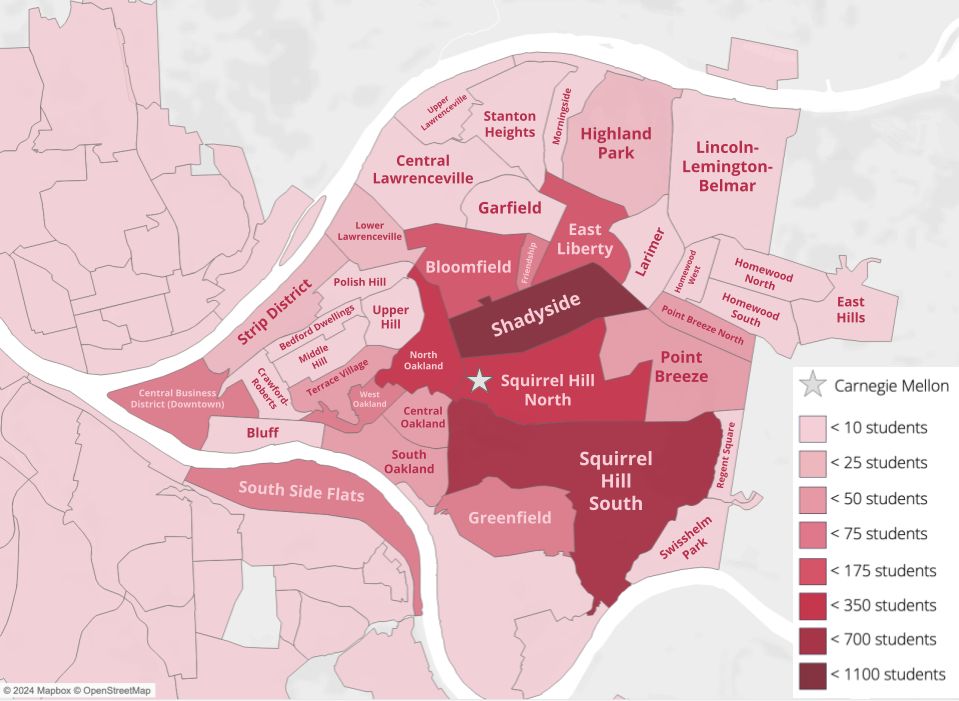 Upper
Lawrenceville
Stanton
Heights
Morningside
Highland
Park
Lincoln-
Lemington-
Belmar
Central
Lawrenceville
Garfield
Lower
Lawrenceville
East
Liberty
Larimer
Bloomfield
Friendship
Homewood
West
Homewood
North
Homewood
South
East
Hills
Polish Hill
Strip District
Bedford Dwellings
Upper
Hill
Middle
Hill
Shadyside
Point Breeze North
Point
Breeze
North
Oakland
Squirrel Hill
North
Crawford-
Roberts
Terrace Village
West
Oakland
Central Business
District (Downtown)
Central
Oakland
Bluff
South
Oakland
Regent Square
Squirrel
Hill
South
South Side Flats
Greenfield
Swisshelm
Park
Carnegie Mellon
< 10 students
< 25 students
< 50 students
< 75 students
< 175 students
< 350 students
< 700 students
< 1100 students
© 2024 Mapbox © OpenStreetMap